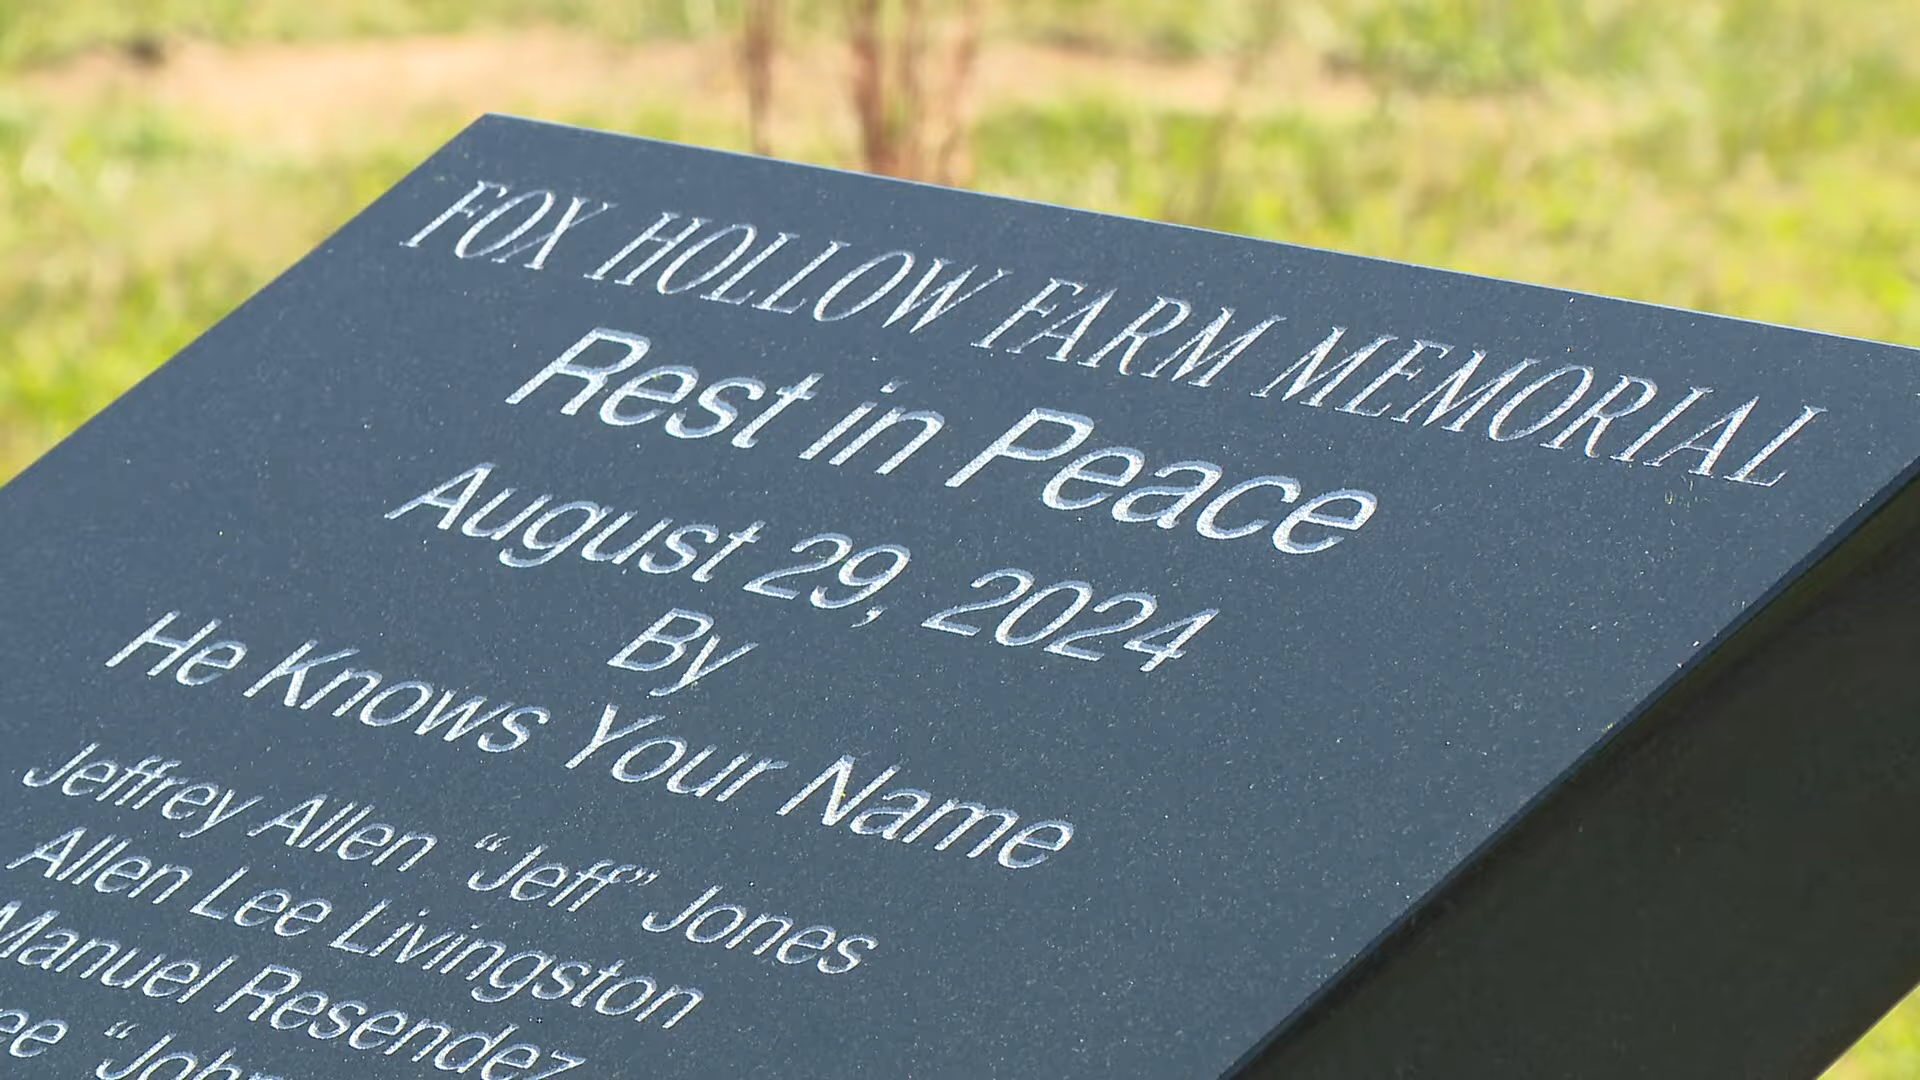 FOX HOLLOW FARM MEMORIAL
Rest in Peace
August 29, 2024
By
He Knows Your Name
Jeffrey Allen “Jeff” Jones
Allen Lee Livingston
Manuel Resendez